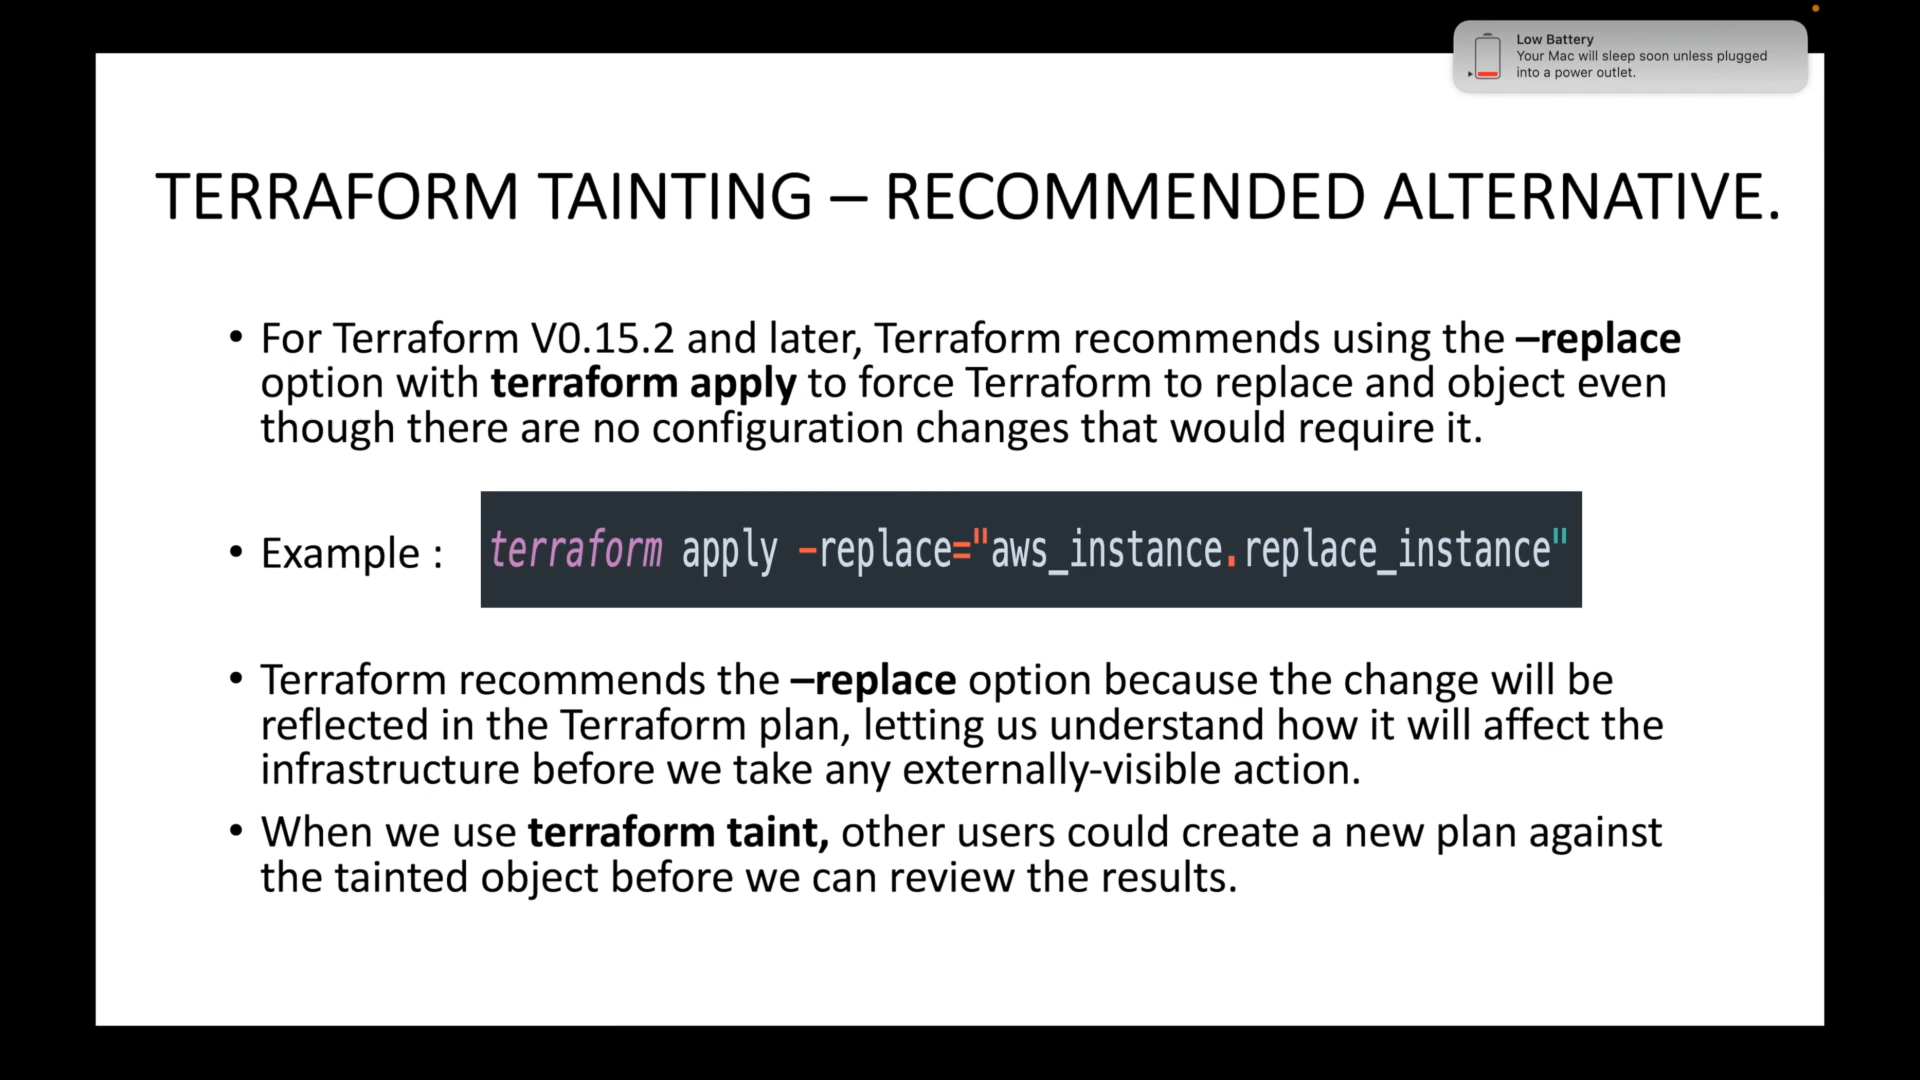 Low Battery
Your Mac will sleep soon unless plugged
into a power outlet.
TERRAFORM TAINTING – RECOMMENDED ALTERNATIVE.
• For Terraform V0.15.2 and later, Terraform recommends using the –replace
option with terraform apply to force Terraform to replace and object even
though there are no configuration changes that would require it.
• Example :
terraform apply –replace="aws_instance.replace_instance"
• Terraform recommends the –replace option because the change will be
reflected in the Terraform plan, letting us understand how it will affect the
infrastructure before we take any externally-visible action.
• When we use terraform taint, other users could create a new plan against
the tainted object before we can review the results.